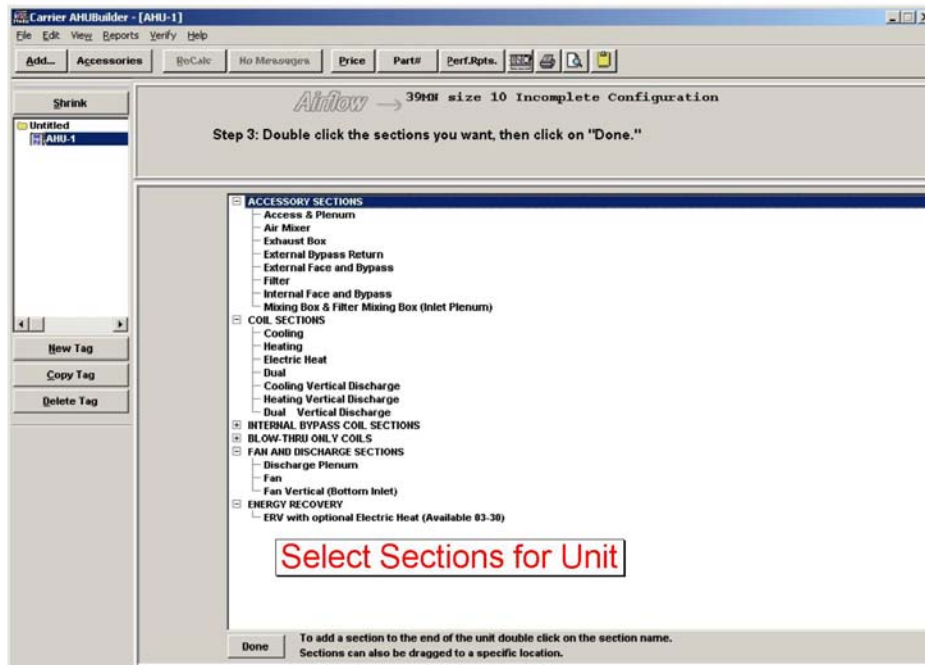 Carrier AHUBuilder - [AHU-1]
File Edit View Reports Verify Help
Add... Accessories ReCalc No Messages Price Part# Perf.Rpts.
Shrink
Untitled
AHU-1
New Tag
Copy Tag
Delete Tag
Airflow 39MN size 10 Incomplete Configuration
Step 3: Double click the sections you want, then click on "Done."
ACCESSORY SECTIONS
Access & Plenum
Air Mixer
Exhaust Box
External Bypass Return
External Face and Bypass
Filter
Internal Face and Bypass
Mixing Box & Filter Mixing Box (Inlet Plenum)
COIL SECTIONS
Cooling
Heating
Electric Heat
Dual
Cooling Vertical Discharge
Heating Vertical Discharge
Dual Vertical Discharge
INTERNAL BYPASS COIL SECTIONS
BLOW-THRU ONLY COILS
FAN AND DISCHARGE SECTIONS
Discharge Plenum
Fan
Fan Vertical (Bottom Inlet)
ENERGY RECOVERY
ERV with optional Electric Heat (Available 03-30)
Select Sections for Unit
Done
To add a section to the end of the unit double click on the section name.
Sections can also be dragged to a specific location.